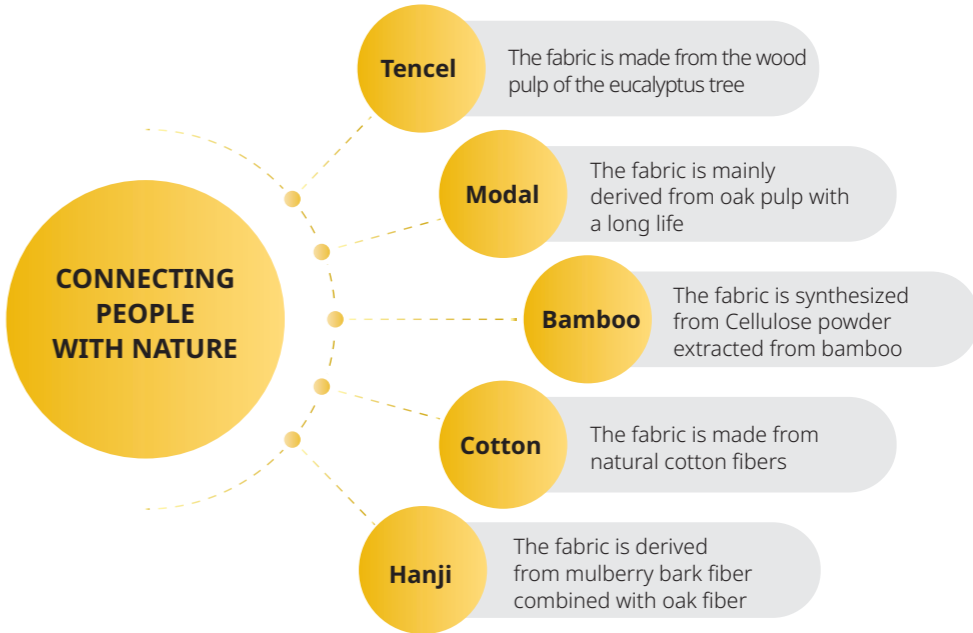 CONNECTING
PEOPLE
WITH NATURE
Tencel
The fabric is made from the wood
pulp of the eucalyptus tree
Modal
The fabric is mainly
derived from oak pulp with
a long life
Bamboo
The fabric is synthesized
from Cellulose powder
extracted from bamboo
Cotton
The fabric is made from
natural cotton fibers
Hanji
The fabric is derived
from mulberry bark fiber
combined with oak fiber